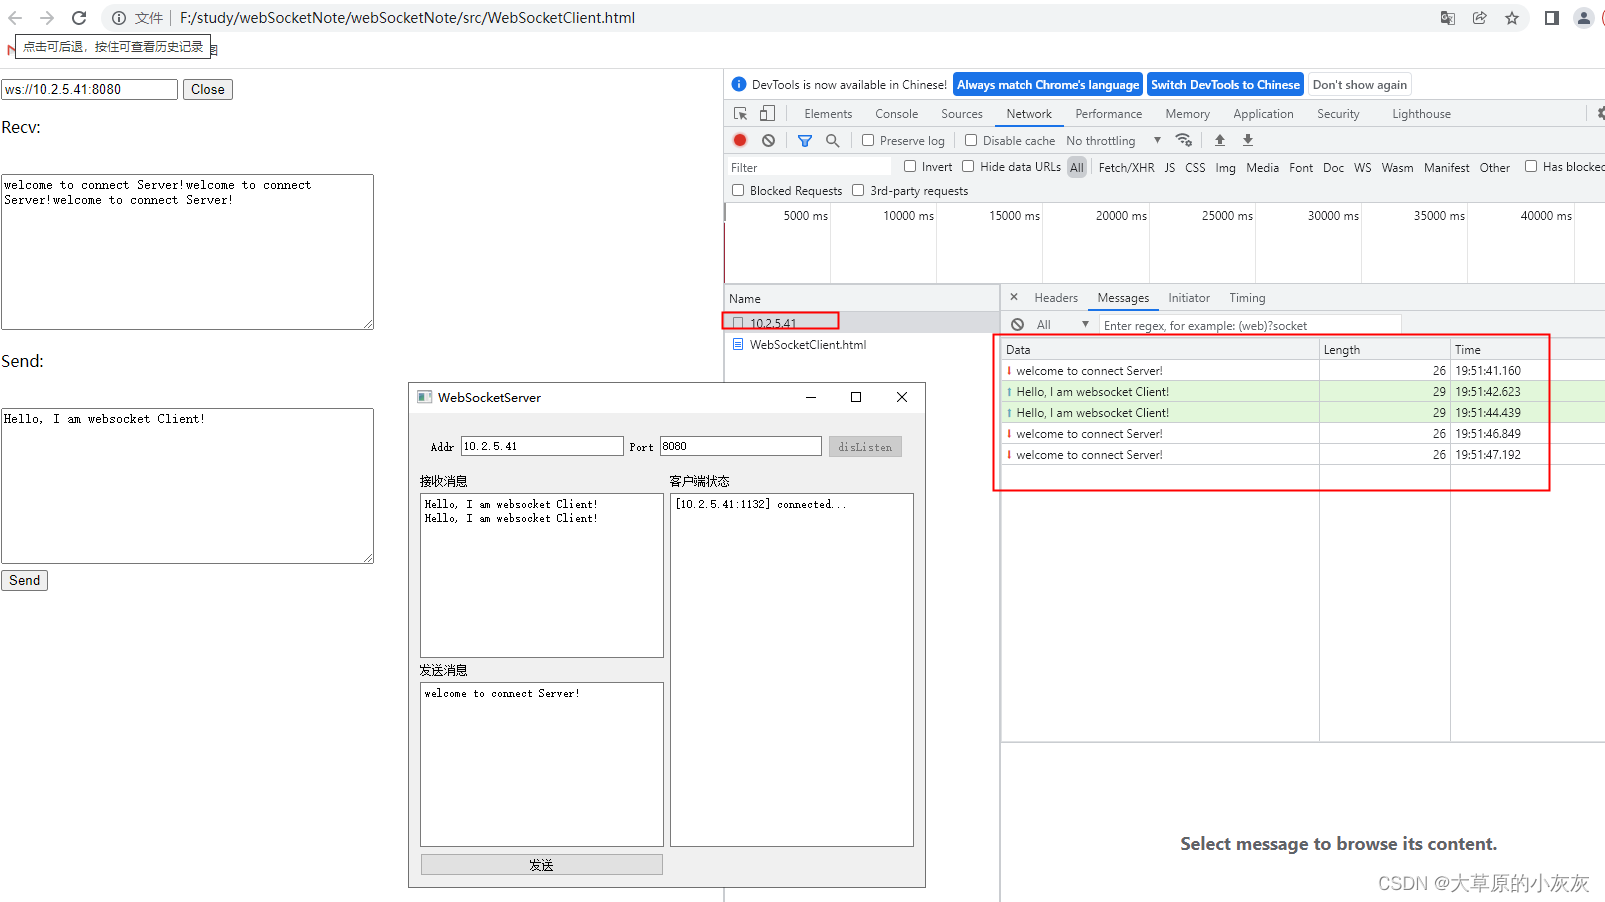 文件 F:/study/webSocketNote/webSocketNote/src/WebSocketClient.html
点击可后退，按住可查看历史记录
ws://10.2.5.41:8080 Close
Recv:
welcome to connect Server!welcome to connect
Server!welcome to connect Server!
Send:
Hello, I am websocket Client!
Send
WebSocketServer
Addr 10.2.5.41 Port 8080 disListen
接收消息 客户端状态
Hello, I am websocket Client! [10.2.5.41:1132] connected...
Hello, I am websocket Client!
发送消息
welcome to connect Server!
发送
DevTools is now available in Chinese! Always match Chrome's language Switch DevTools to Chinese Don't show again
Elements Console Sources Network Performance Memory Application Security Lighthouse
Preserve log Disable cache No throttling
Filter Invert Hide data URLs All Fetch/XHR JS CSS Img Media Font Doc WS Wasm Manifest Other Has blocked
Blocked Requests 3rd-party requests
5000 ms 10000 ms 15000 ms 20000 ms 25000 ms 30000 ms 35000 ms 40000 ms
Name
10.2.5.41
WebSocketClient.html
× Headers Messages Initiator Timing
All Enter regex, for example: (web)?socket
Data Length Time
welcome to connect Server! 26 19:51:41.160
Hello, I am websocket Client! 29 19:51:42.623
Hello, I am websocket Client! 29 19:51:44.439
welcome to connect Server! 26 19:51:46.849
welcome to connect Server! 26 19:51:47.192
Select message to browse its content.
CSDN @大草原的小灰灰